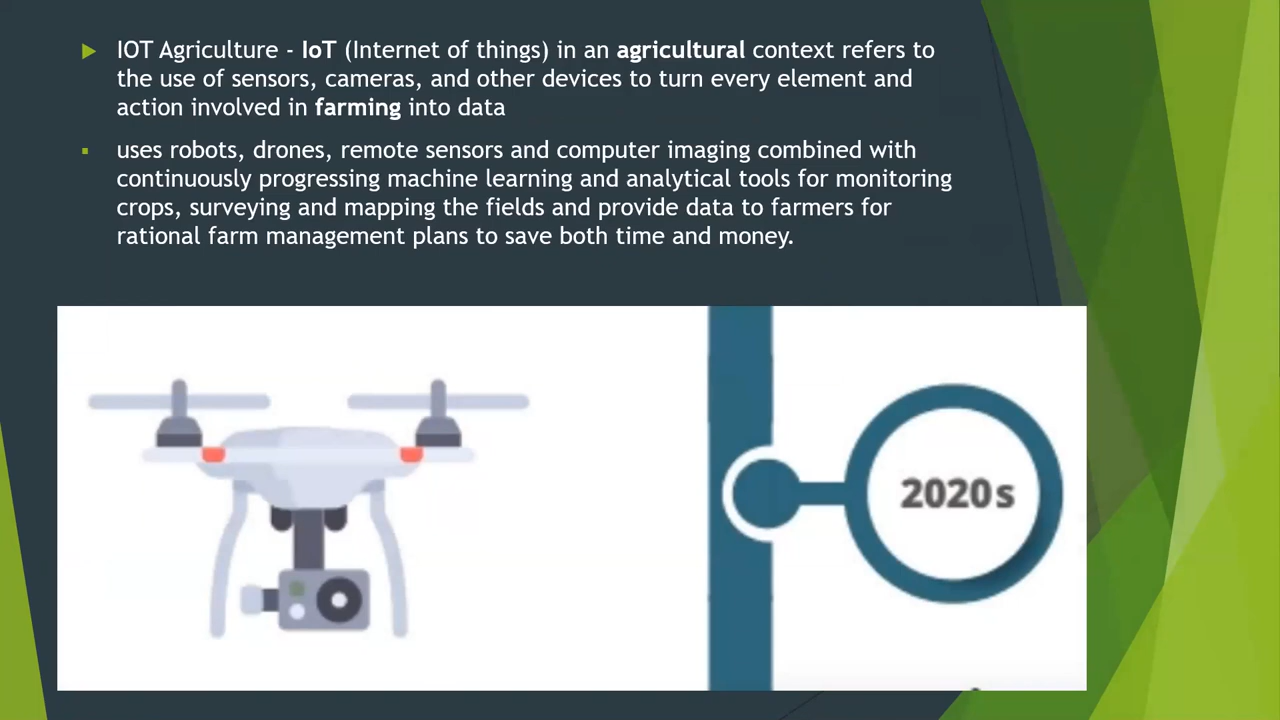 IOT Agriculture - IoT (Internet of things) in an agricultural context refers to
the use of sensors, cameras, and other devices to turn every element and
action involved in farming into data
uses robots, drones, remote sensors and computer imaging combined with
continuously progressing machine learning and analytical tools for monitoring
crops, surveying and mapping the fields and provide data to farmers for
rational farm management plans to save both time and money.
2020s